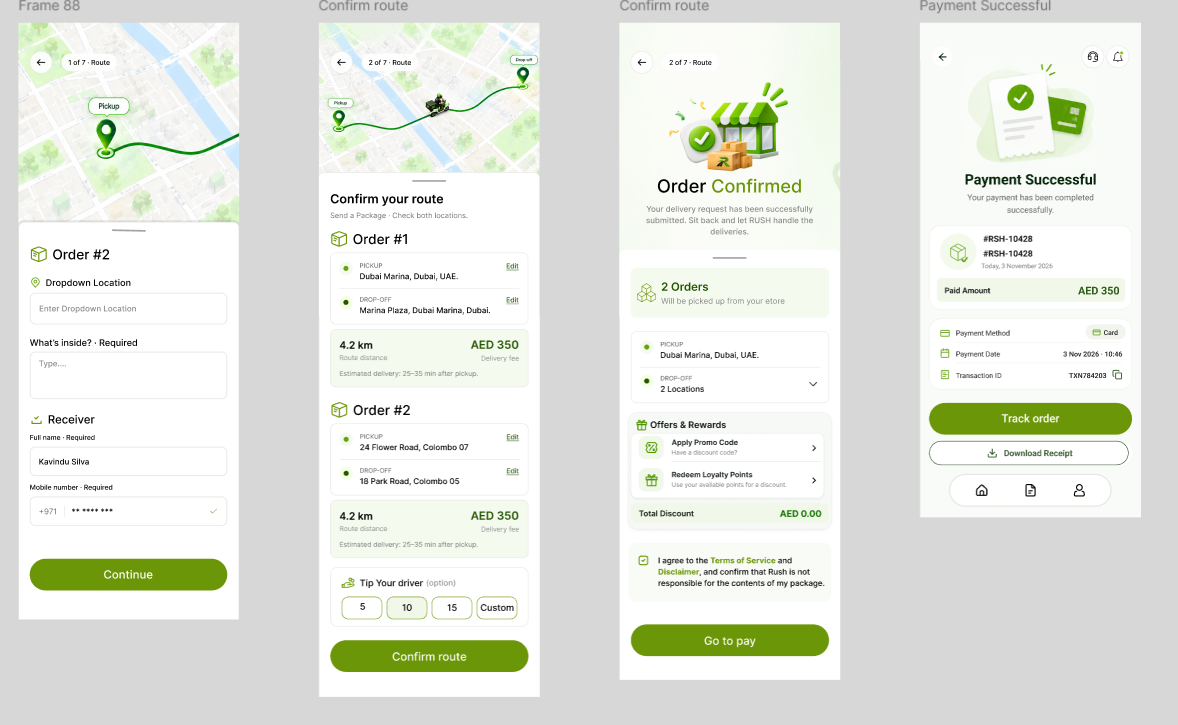 Frame 88
1 of 7 · Route
Pickup
Order #2
Dropdown Location
Enter Dropdown Location
What's inside? · Required
Type....
Receiver
Full name · Required
Kavindu Silva
Mobile number · Required
+971 ** **** ***
Continue
Confirm route
2 of 7 · Route
Drop off
Pickup
Confirm your route
Send a Package · Check both locations.
Order #1
PICKUP
Edit
Dubai Marina, Dubai, UAE.
DROP-OFF
Edit
Marina Plaza, Dubai Marina, Dubai.
4.2 km
AED 350
Route distance
Delivery fee
Estimated delivery: 25–35 min after pickup.
Order #2
PICKUP
Edit
24 Flower Road, Colombo 07
DROP-OFF
Edit
18 Park Road, Colombo 05
4.2 km
AED 350
Route distance
Delivery fee
Estimated delivery: 25–35 min after pickup.
Tip Your driver (option)
5
10
15
Custom
Confirm route
Confirm route
2 of 7 · Route
Order Confirmed
Your delivery request has been successfully
submitted. Sit back and let RUSH handle the
deliveries.
2 Orders
Will be picked up from your etore
PICKUP
Dubai Marina, Dubai, UAE.
DROP-OFF
2 Locations
Offers & Rewards
Apply Promo Code
Have a discount code?
Redeem Loyalty Points
Use your available points for a discount.
Total Discount
AED 0.00
I agree to the Terms of Service and
Disclaimer, and confirm that Rush is not
responsible for the contents of my package.
Go to pay
Payment Successful
Payment Successful
Your payment has been completed
successfully.
#RSH-10428
#RSH-10428
Today, 3 November 2026
Paid Amount
AED 350
Payment Method
Card
Payment Date
3 Nov 2026 · 10:46
Transaction ID
TXN784203
Track order
Download Receipt